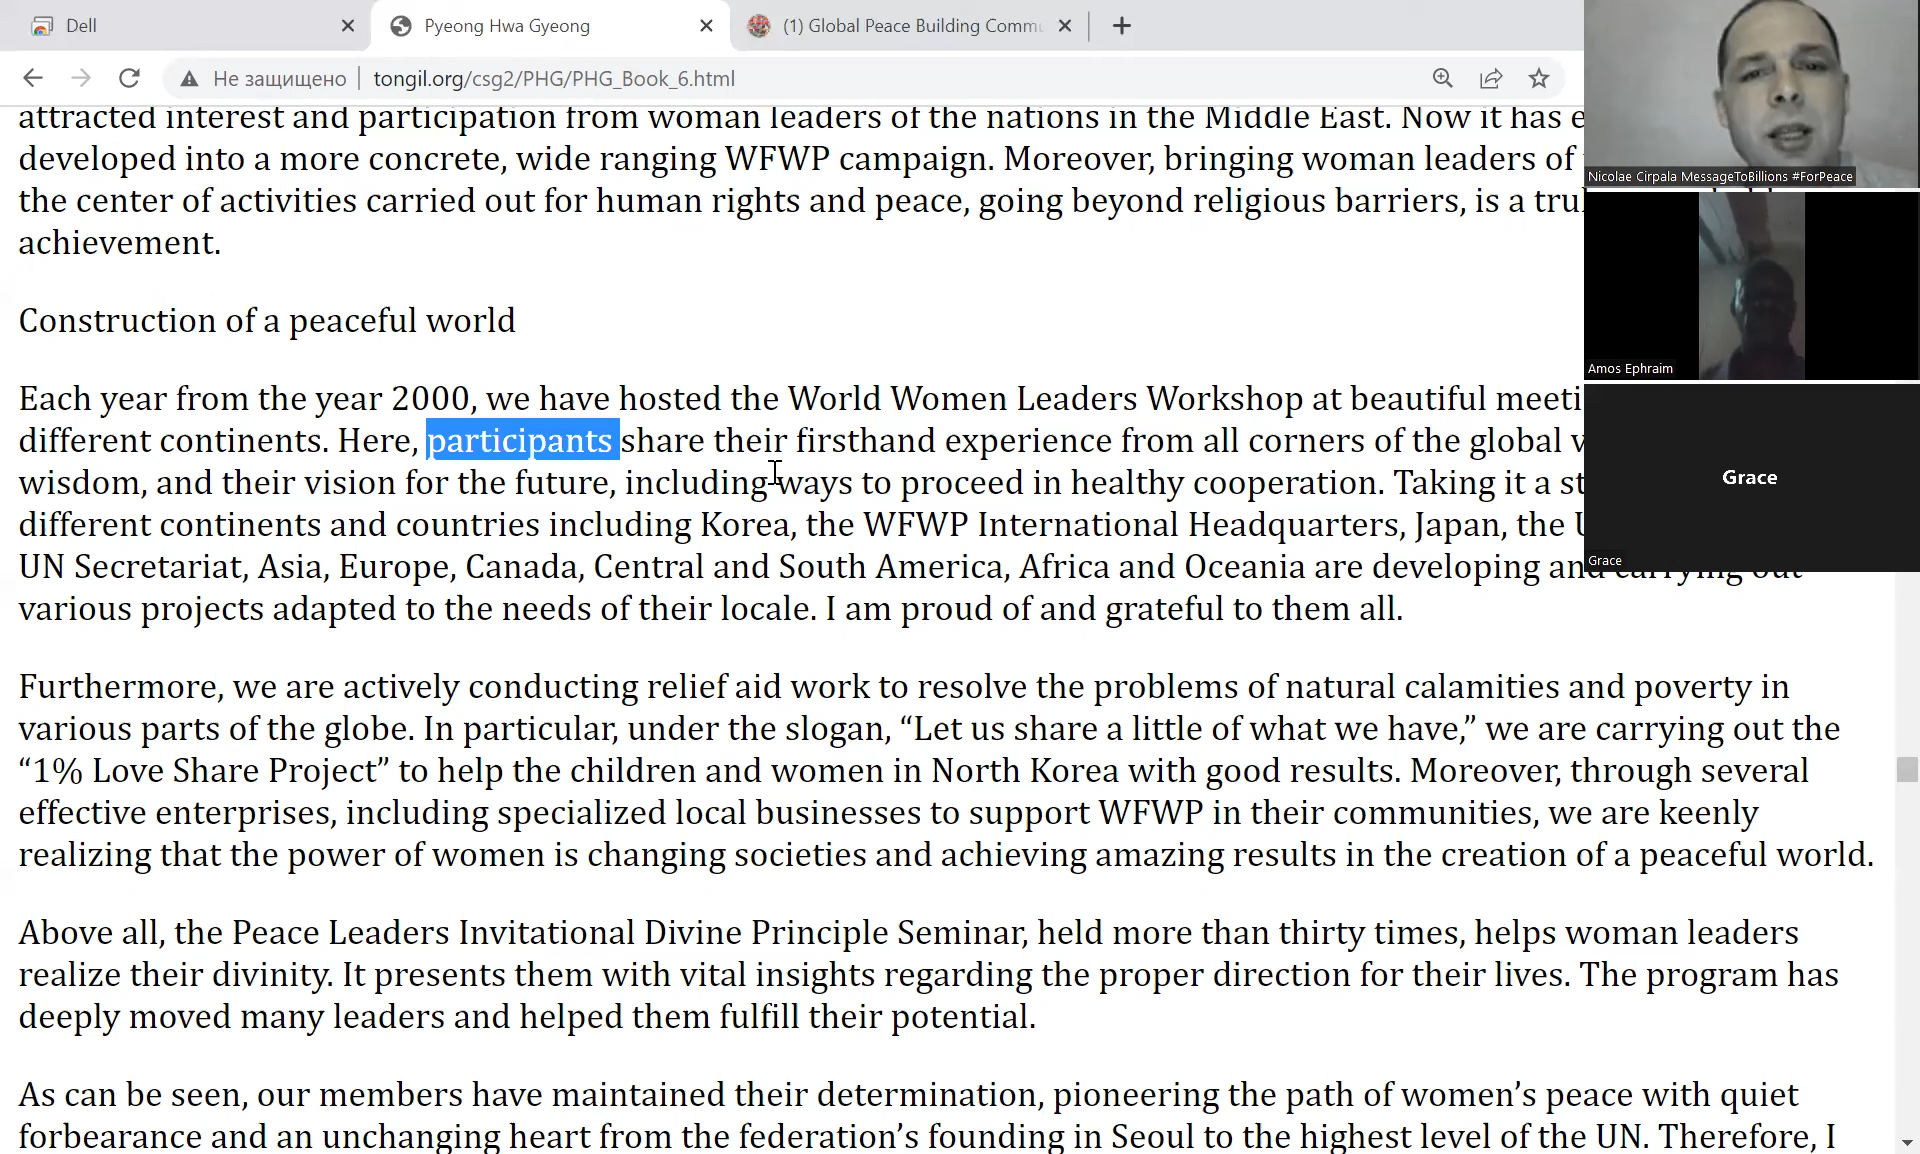 Dell
Pyeong Hwa Gyeong
(1) Global Peace Building Commu
Не защищено
tongil.org/csg2/PHG/PHG_Book_6.html
attracted interest and participation from woman leaders of the nations in the Middle East. Now it has e
developed into a more concrete, wide ranging WFWP campaign. Moreover, bringing woman leaders of
the center of activities carried out for human rights and peace, going beyond religious barriers, is a tru
achievement.
Construction of a peaceful world
Each year from the year 2000, we have hosted the World Women Leaders Workshop at beautiful meeti
different continents. Here, participants share their firsthand experience from all corners of the global v
wisdom, and their vision for the future, including ways to proceed in healthy cooperation. Taking it a st
different continents and countries including Korea, the WFWP International Headquarters, Japan, the U
UN Secretariat, Asia, Europe, Canada, Central and South America, Africa and Oceania are developing and carrying out
various projects adapted to the needs of their locale. I am proud of and grateful to them all.
Furthermore, we are actively conducting relief aid work to resolve the problems of natural calamities and poverty in
various parts of the globe. In particular, under the slogan, “Let us share a little of what we have,” we are carrying out the
“1% Love Share Project” to help the children and women in North Korea with good results. Moreover, through several
effective enterprises, including specialized local businesses to support WFWP in their communities, we are keenly
realizing that the power of women is changing societies and achieving amazing results in the creation of a peaceful world.
Above all, the Peace Leaders Invitational Divine Principle Seminar, held more than thirty times, helps woman leaders
realize their divinity. It presents them with vital insights regarding the proper direction for their lives. The program has
deeply moved many leaders and helped them fulfill their potential.
As can be seen, our members have maintained their determination, pioneering the path of women’s peace with quiet
forbearance and an unchanging heart from the federation’s founding in Seoul to the highest level of the UN. Therefore, I
Nicolae Cirpala MessageToBillions #ForPeace
Amos Ephraim
Grace
Grace